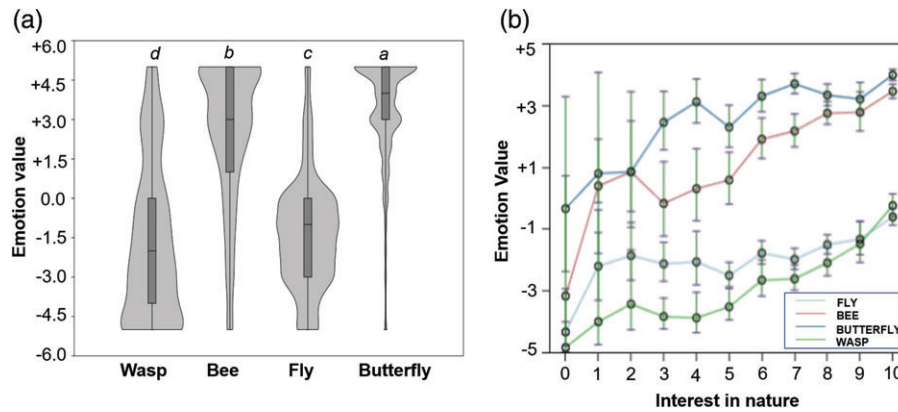 (a)
Emotion value
+6.0
+4.5
+3.0
+1.5
0.0
-1.5
-3.0
-4.5
-6.0
d
b
c
a
Wasp
Bee
Fly
Butterfly
(b)
Emotion Value
+5
+3
+1
-1
-3
-5
0 1 2 3 4 5 6 7 8 9 10
Interest in nature
FLY
BEE
BUTTERFLY
WASP